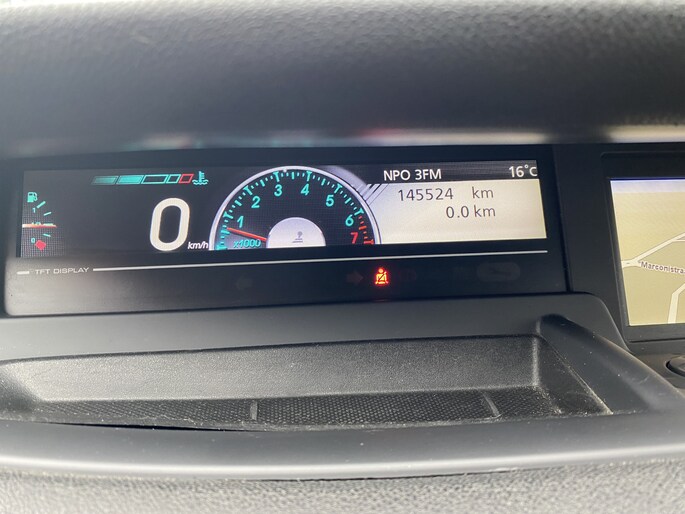 NPO 3FM 16°C
145524 km
0.0 km
0 km/h
1 2 3 4 5 6 7
x1000
TFT DISPLAY
Marconistra